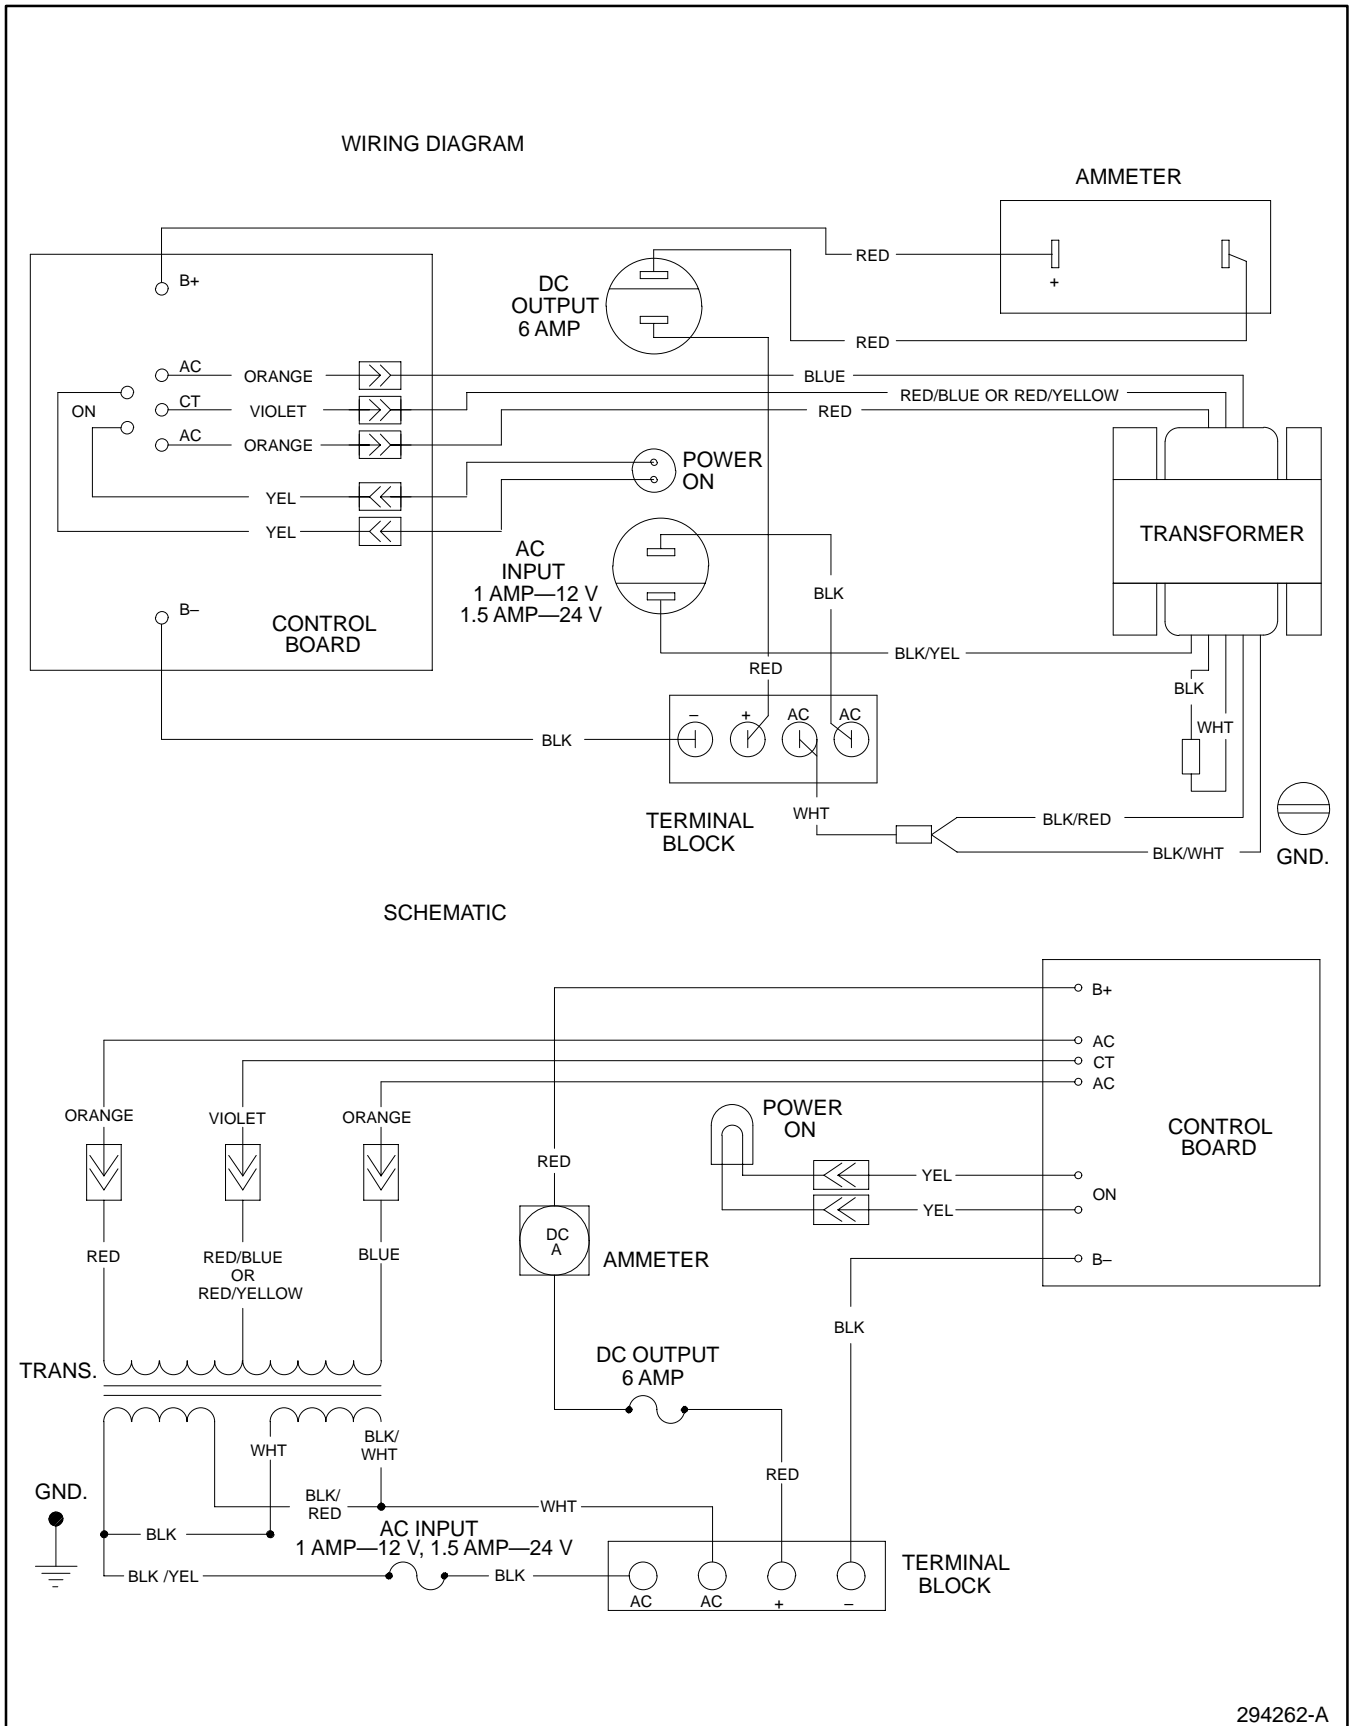 WIRING DIAGRAM
AMMETER
RED
+
DC
OUTPUT
6 AMP
RED
B+
AC
ORANGE
BLUE
CT
VIOLET
RED/BLUE OR RED/YELLOW
ON
RED
AC
ORANGE
POWER
ON
YEL
YEL
TRANSFORMER
AC
INPUT
1 AMP—12 V
1.5 AMP—24 V
BLK
B–
CONTROL
BOARD
BLK/YEL
RED
BLK
WHT
–
+
AC
AC
BLK
WHT
TERMINAL
BLOCK
BLK/RED
BLK/WHT
GND.
SCHEMATIC
B+
AC
CT
AC
ORANGE
VIOLET
ORANGE
POWER
ON
CONTROL
BOARD
RED
YEL
ON
YEL
DC
A
AMMETER
B–
RED
RED/BLUE
OR
RED/YELLOW
BLUE
BLK
TRANS.
DC OUTPUT
6 AMP
WHT
BLK/
WHT
RED
GND.
BLK/
RED
WHT
BLK
AC INPUT
1 AMP—12 V, 1.5 AMP—24 V
BLK /YEL
BLK
AC
AC
+
–
TERMINAL
BLOCK
294262-A